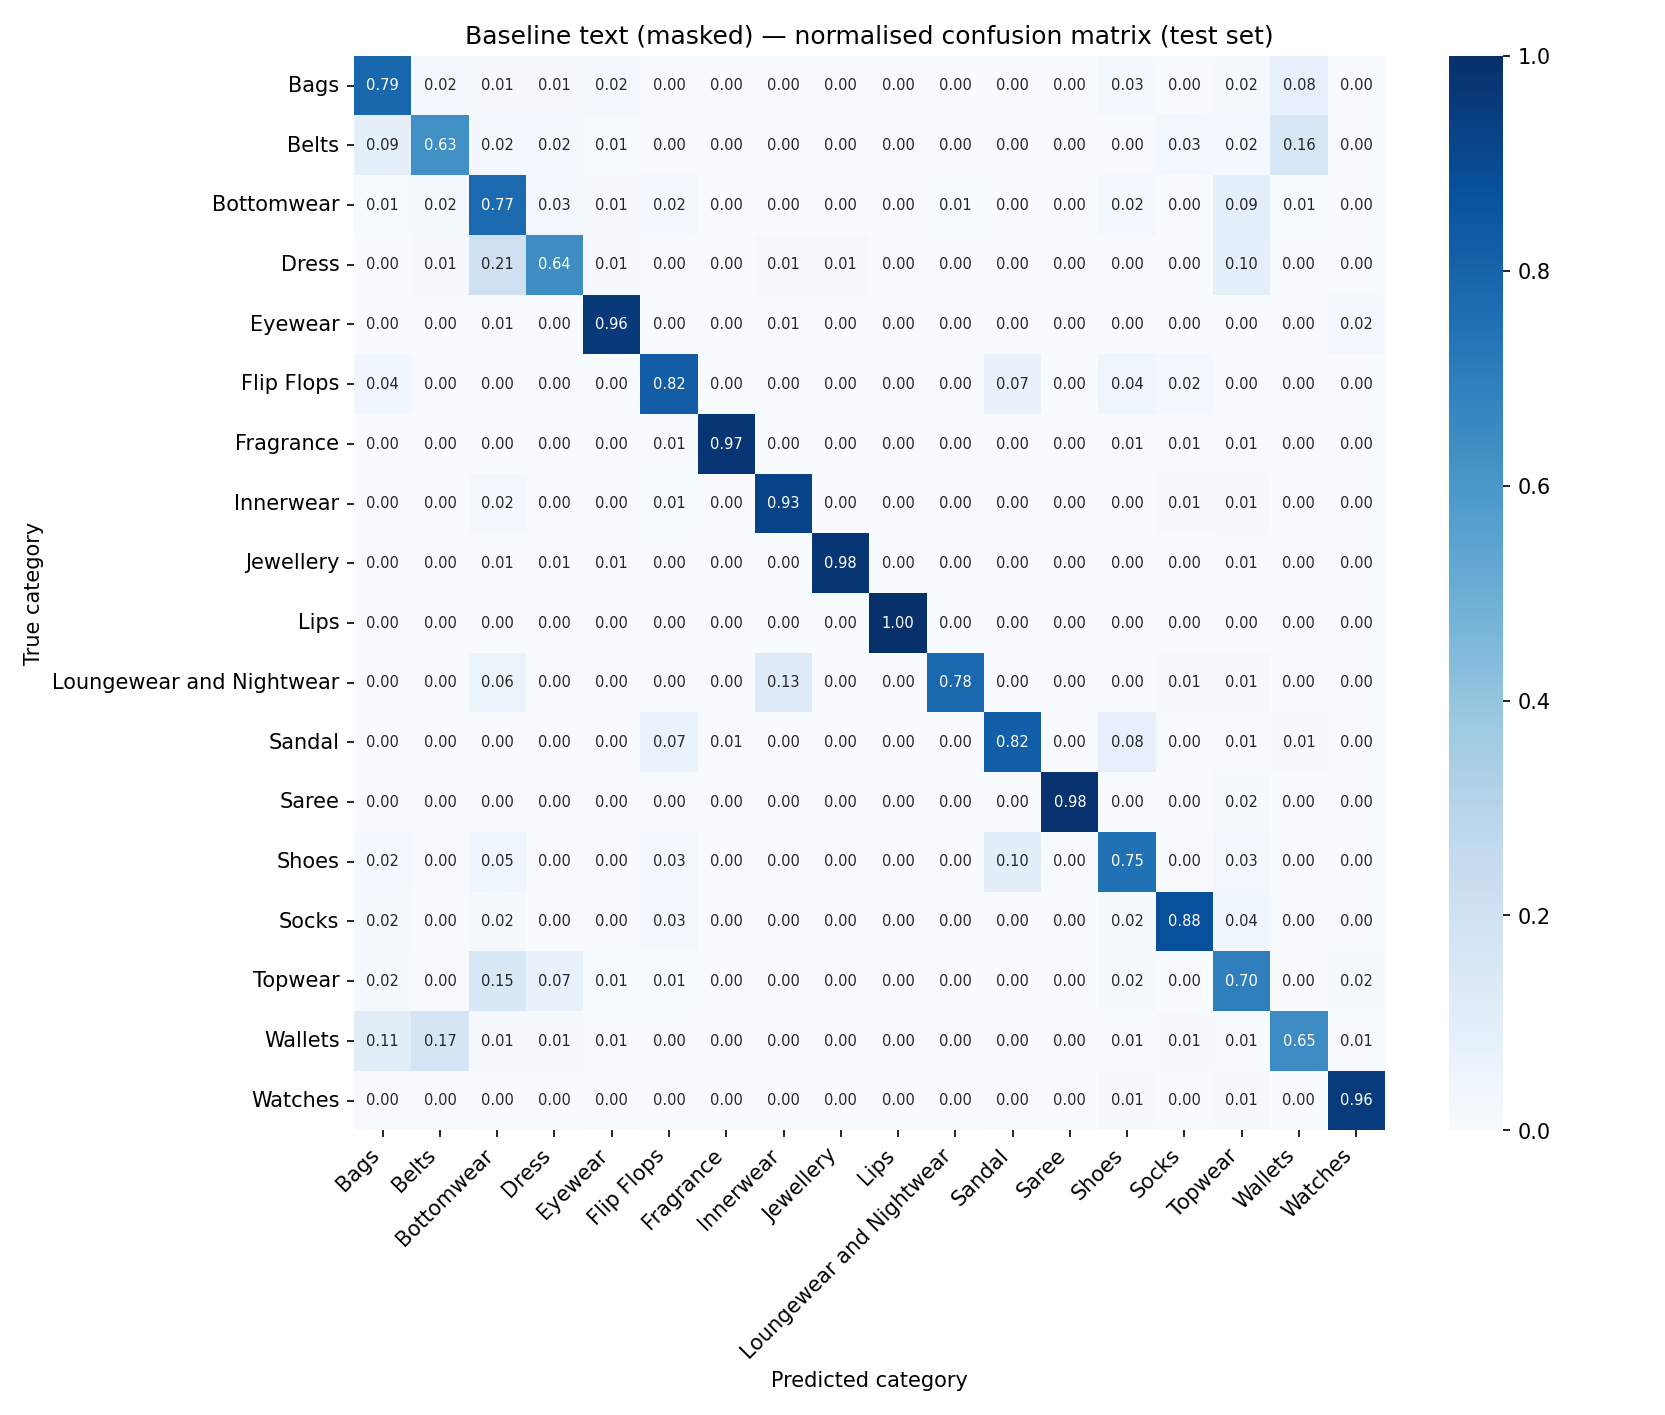 Baseline text (masked) — normalised confusion matrix (test set)
Bags 0.79 0.02 0.01 0.01 0.02 0.00 0.00 0.00 0.00 0.00 0.00 0.00 0.00 0.03 0.00 0.02 0.08 0.00
Belts 0.09 0.63 0.02 0.02 0.01 0.00 0.00 0.00 0.00 0.00 0.00 0.00 0.00 0.00 0.03 0.02 0.16 0.00
Bottomwear 0.01 0.02 0.77 0.03 0.01 0.02 0.00 0.00 0.00 0.00 0.01 0.00 0.00 0.02 0.00 0.09 0.01 0.00
Dress 0.00 0.01 0.21 0.64 0.01 0.00 0.00 0.01 0.01 0.00 0.00 0.00 0.00 0.00 0.00 0.10 0.00 0.00
Eyewear 0.00 0.00 0.01 0.00 0.96 0.00 0.00 0.01 0.00 0.00 0.00 0.00 0.00 0.00 0.00 0.00 0.00 0.02
Flip Flops 0.04 0.00 0.00 0.00 0.00 0.82 0.00 0.00 0.00 0.00 0.00 0.07 0.00 0.04 0.02 0.00 0.00 0.00
Fragrance 0.00 0.00 0.00 0.00 0.00 0.01 0.97 0.00 0.00 0.00 0.00 0.00 0.00 0.01 0.01 0.01 0.00 0.00
Innerwear 0.00 0.00 0.02 0.00 0.00 0.01 0.00 0.93 0.00 0.00 0.00 0.00 0.00 0.00 0.01 0.01 0.00 0.00
Jewellery 0.00 0.00 0.01 0.01 0.01 0.00 0.00 0.00 0.98 0.00 0.00 0.00 0.00 0.00 0.00 0.01 0.00 0.00
Lips 0.00 0.00 0.00 0.00 0.00 0.00 0.00 0.00 0.00 1.00 0.00 0.00 0.00 0.00 0.00 0.00 0.00 0.00
Loungewear and Nightwear 0.00 0.00 0.06 0.00 0.00 0.00 0.00 0.13 0.00 0.00 0.78 0.00 0.00 0.00 0.01 0.01 0.00 0.00
Sandal 0.00 0.00 0.00 0.00 0.00 0.07 0.01 0.00 0.00 0.00 0.00 0.82 0.00 0.08 0.00 0.01 0.01 0.00
Saree 0.00 0.00 0.00 0.00 0.00 0.00 0.00 0.00 0.00 0.00 0.00 0.00 0.98 0.00 0.00 0.02 0.00 0.00
Shoes 0.02 0.00 0.05 0.00 0.00 0.03 0.00 0.00 0.00 0.00 0.00 0.10 0.00 0.75 0.00 0.03 0.00 0.00
Socks 0.02 0.00 0.02 0.00 0.00 0.03 0.00 0.00 0.00 0.00 0.00 0.00 0.00 0.02 0.88 0.04 0.00 0.00
Topwear 0.02 0.00 0.15 0.07 0.01 0.01 0.00 0.00 0.00 0.00 0.00 0.00 0.00 0.02 0.00 0.70 0.00 0.02
Wallets 0.11 0.17 0.01 0.01 0.01 0.00 0.00 0.00 0.00 0.00 0.00 0.00 0.00 0.01 0.01 0.01 0.65 0.01
Watches 0.00 0.00 0.00 0.00 0.00 0.00 0.00 0.00 0.00 0.00 0.00 0.00 0.00 0.01 0.00 0.01 0.00 0.96
True category
Bags
Belts
Bottomwear
Dress
Eyewear
Flip Flops
Fragrance
Innerwear
Jewellery
Lips
Loungewear and Nightwear
Sandal
Saree
Shoes
Socks
Topwear
Wallets
Watches
Predicted category
1.0
0.8
0.6
0.4
0.2
0.0